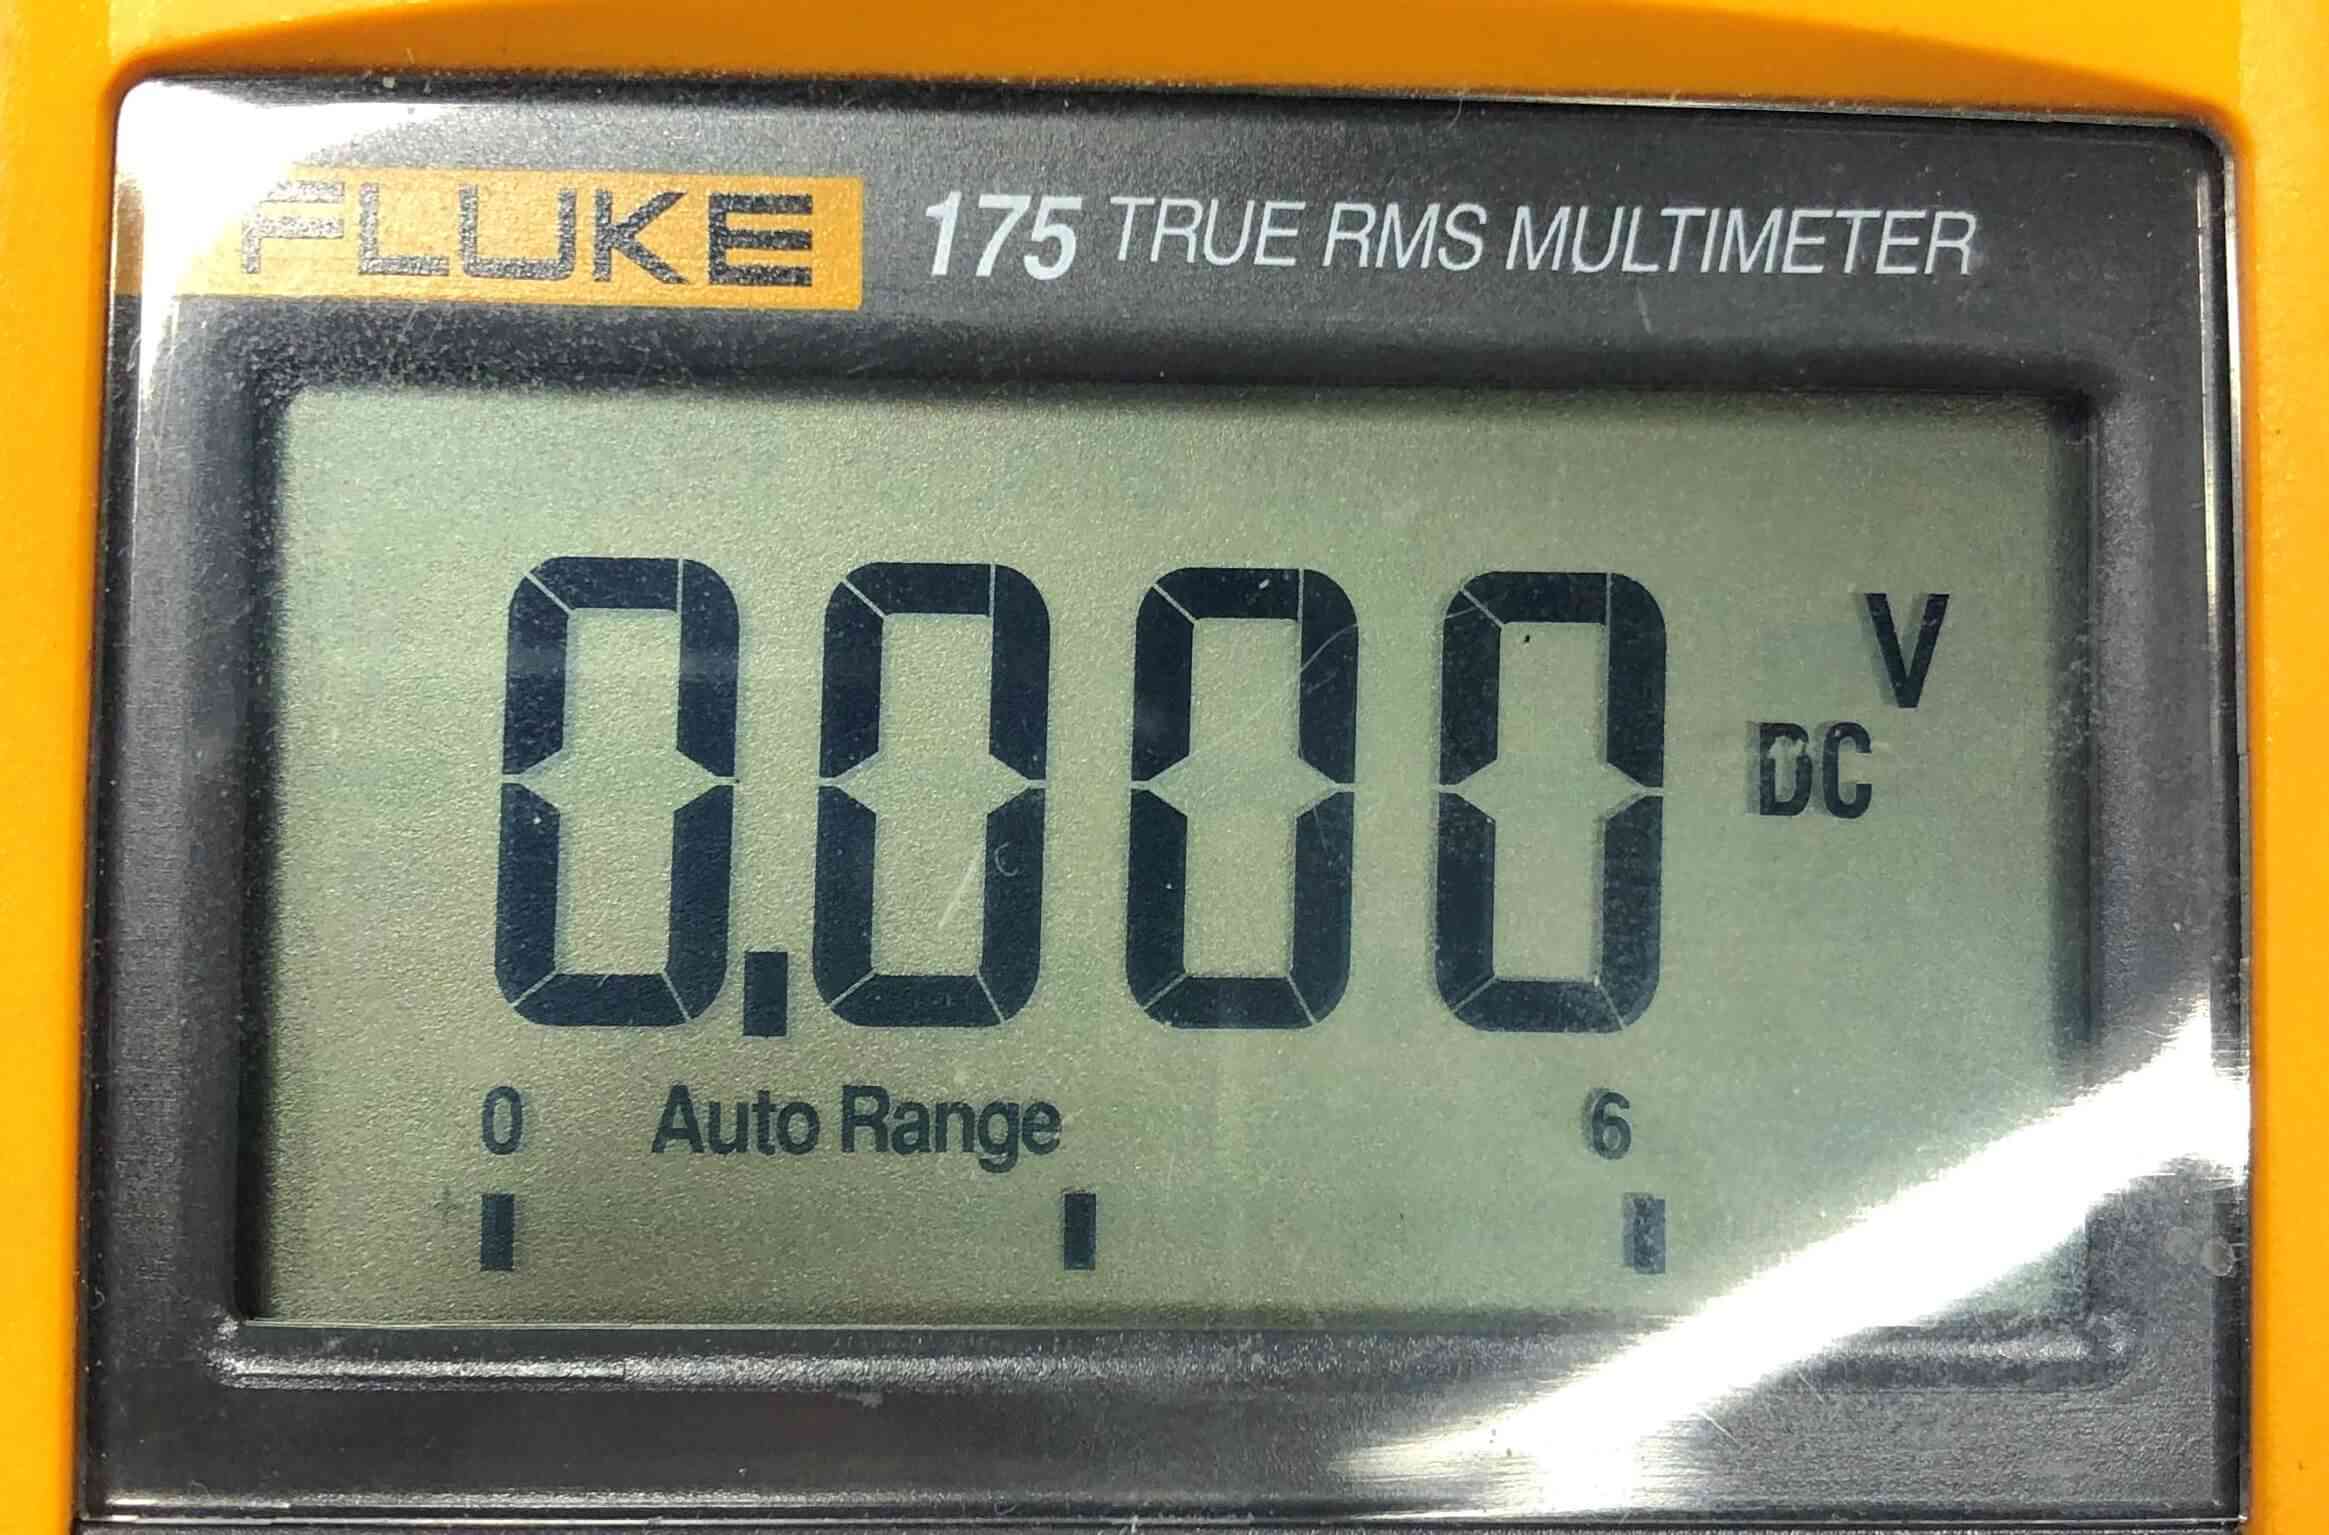 FLUKE 175 TRUE RMS MULTIMETER
0.000 V
DC
0 Auto Range 6